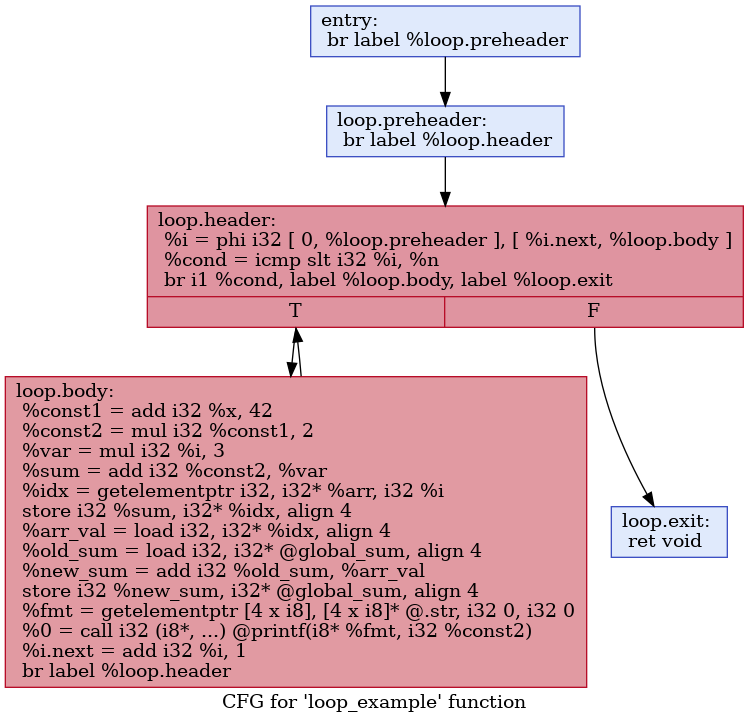 entry:
br label %loop.preheader
loop.preheader:
br label %loop.header
loop.header:
%i = phi i32 [ 0, %loop.preheader ], [ %i.next, %loop.body ]
%cond = icmp slt i32 %i, %n
br i1 %cond, label %loop.body, label %loop.exit
T
F
loop.body:
%const1 = add i32 %x, 42
%const2 = mul i32 %const1, 2
%var = mul i32 %i, 3
%sum = add i32 %const2, %var
%idx = getelementptr i32, i32* %arr, i32 %i
store i32 %sum, i32* %idx, align 4
%arr_val = load i32, i32* %idx, align 4
%old_sum = load i32, i32* @global_sum, align 4
%new_sum = add i32 %old_sum, %arr_val
store i32 %new_sum, i32* @global_sum, align 4
%fmt = getelementptr [4 x i8], [4 x i8]* @.str, i32 0, i32 0
%0 = call i32 (i8*, ...) @printf(i8* %fmt, i32 %const2)
%i.next = add i32 %i, 1
br label %loop.header
loop.exit:
ret void
CFG for 'loop_example' function